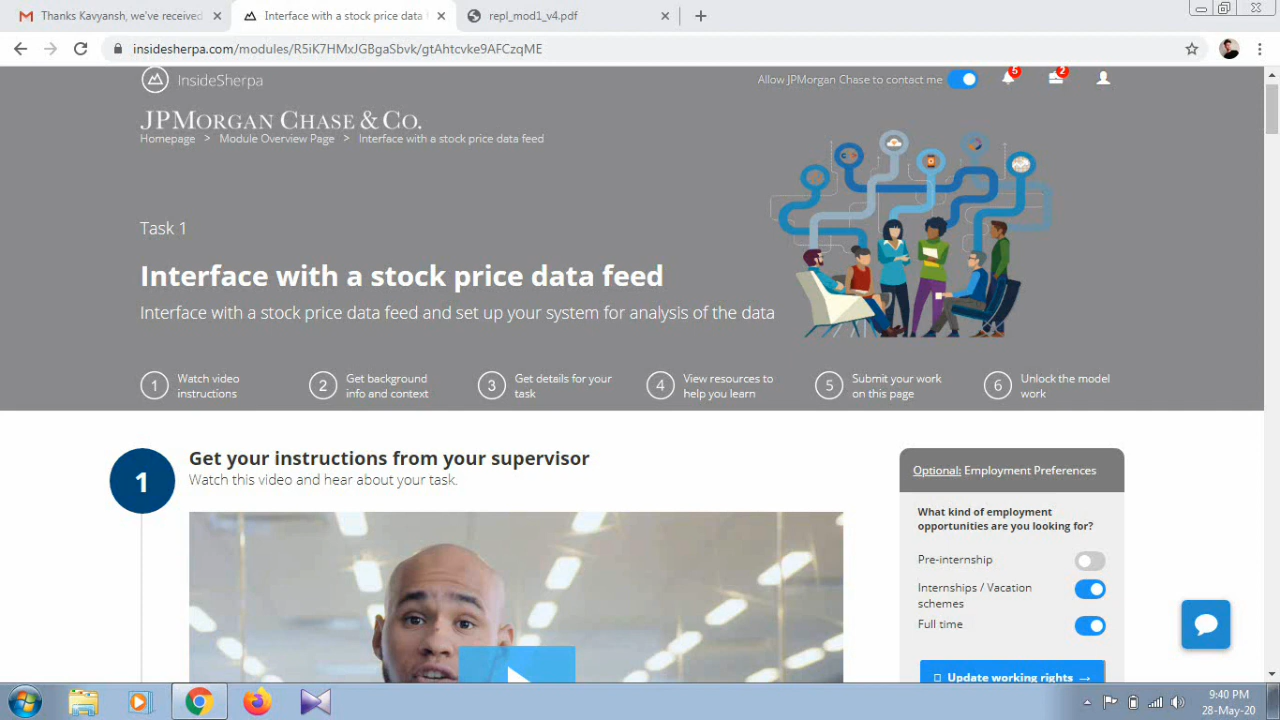 Thanks Kavyansh, we've received
Interface with a stock price data
repl_mod1_v4.pdf
insidesherpa.com/modules/R5iK7HMxJGBgaSbvk/gtAhtcvke9AFCzqME
InsideSherpa
Allow JPMorgan Chase to contact me
5
2
JPMORGAN CHASE & CO.
Homepage > Module Overview Page > Interface with a stock price data feed
Task 1
Interface with a stock price data feed
Interface with a stock price data feed and set up your system for analysis of the data
1 Watch video instructions
2 Get background info and context
3 Get details for your task
4 View resources to help you learn
5 Submit your work on this page
6 Unlock the model work
1
Get your instructions from your supervisor
Watch this video and hear about your task.
Optional: Employment Preferences
What kind of employment
opportunities are you looking for?
Pre-internship
Internships / Vacation
schemes
Full time
Update working rights →
9:40 PM
28-May-20